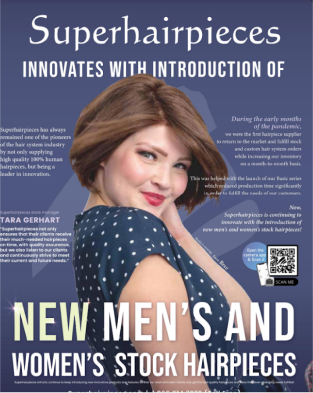 Superhairpieces
INNOVATES WITH INTRODUCTION OF
Superhairpieces has always
remained one of the pioneers
of the hair system industry
by not only supplying
high quality 100% human
hairpieces, but being a
leader in innovation.
During the early months
of the pandemic,
we were the first hairpiece supplier
to return to the market and fulfill stock
and custom hair system orders
while increasing our inventory
on a month-to-month basis.
This was helped with the launch of our Basic series
which reduced production time significantly
in order to fulfill the needs of our customers.
Now,
Superhairpieces is continuing to
innovate with the introduction of
new men's and women's stock hairpieces!
TARA GERHART
"Superhairpieces not only
ensures that their clients receive
their much-needed hairpieces
on time, with quality assurance,
but we also listen to our clients
and continuously strive to meet
their current and future needs."
Open the
camera app
& Scan it
SCAN ME
NEW MEN'S AND
WOMEN'S STOCK HAIRPIECES